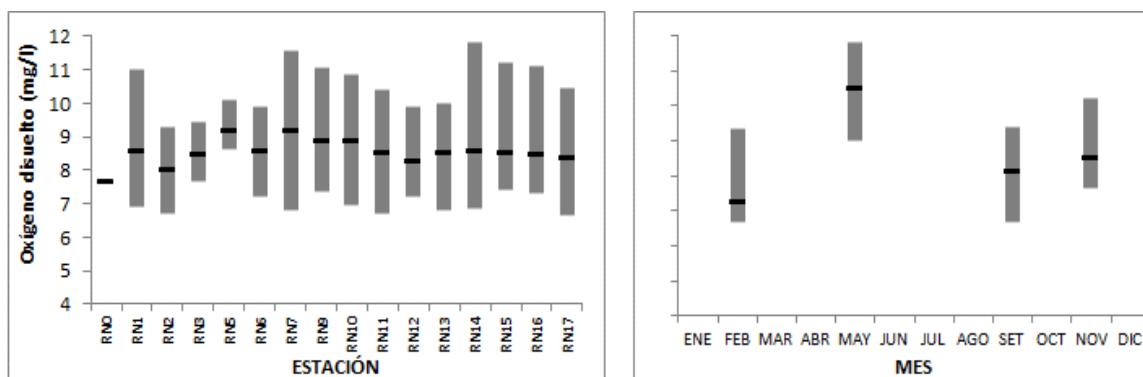 Oxígeno disuelto (mg/l)
12
11
10
9
8
7
6
5
4
RN0 RN1 RN2 RN3 RN5 RN6 RN7 RN9 RN10 RN11 RN12 RN13 RN14 RN15 RN16 RN17
ESTACIÓN
ENE FEB MAR ABR MAY JUN JUL AGO SET OCT NOV DIC
MES